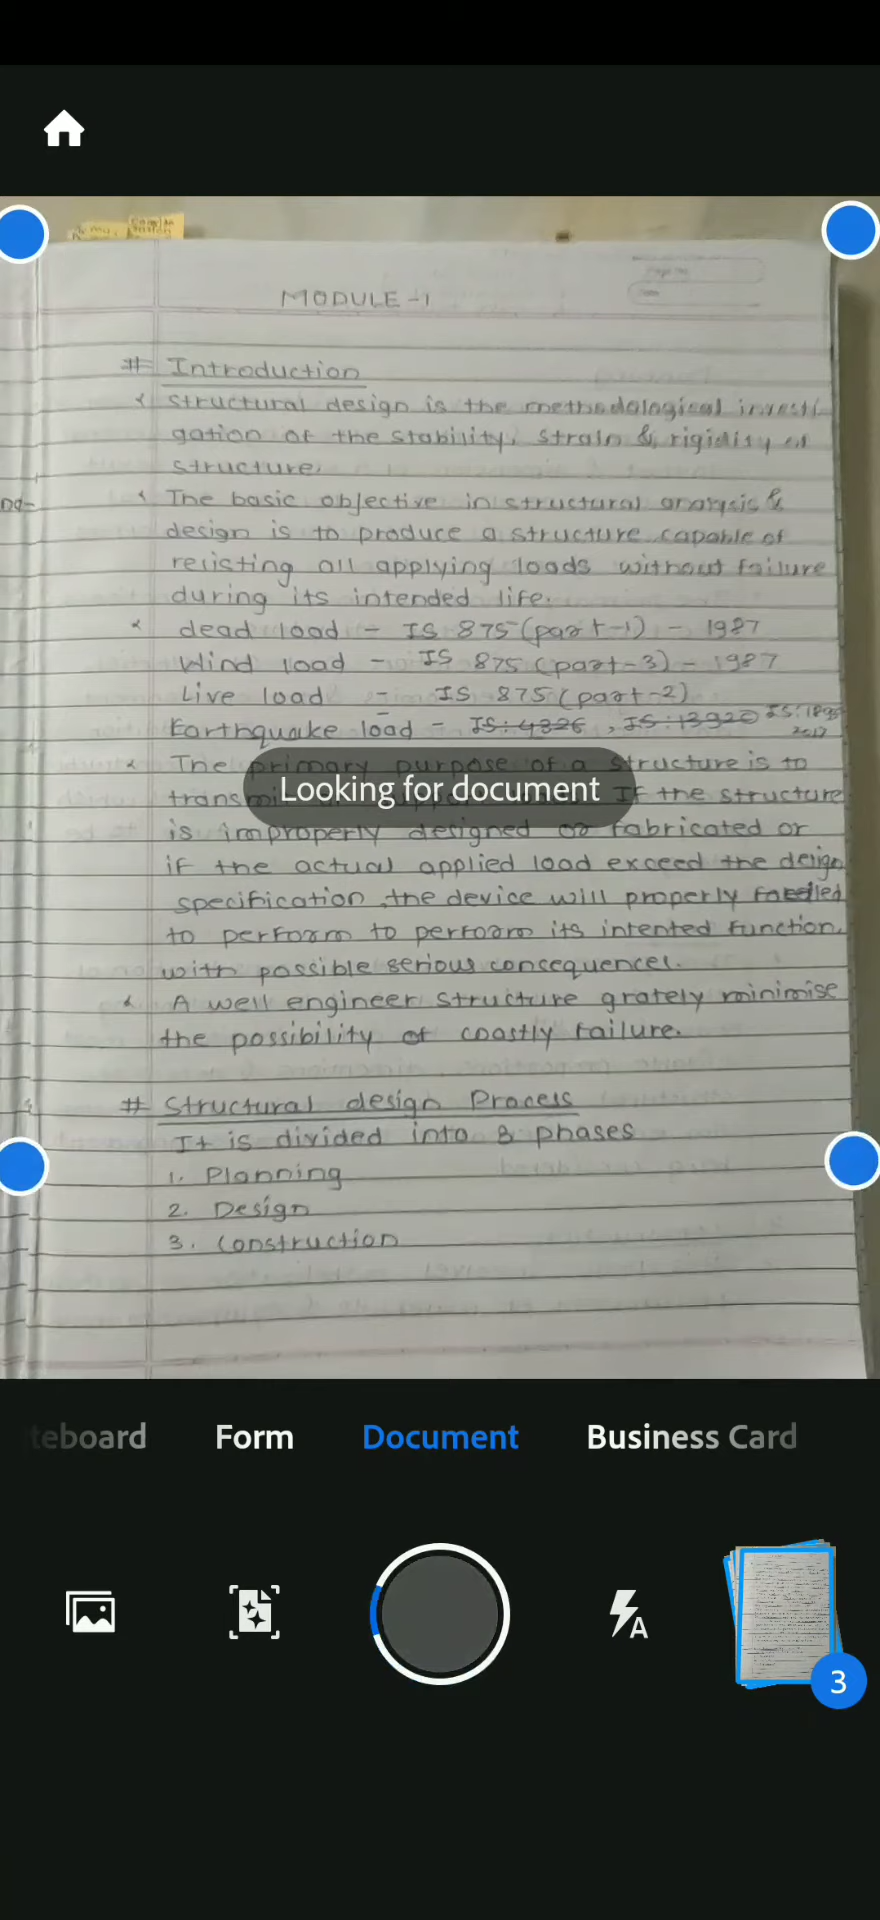 MODULE-1
# Introduction
structural design is the methodological investi
gation of the stability, strain & rigidity of
structure.
The basic objective in structural analysis &
design is to produce a structure capable of
resisting all applying loads without failure
during its intended life.
dead load - IS 875 (part-1) - 1987
Wind load - IS 875 (part-3) - 1987
Live load - IS 875 (part-2)
Earthquake load - IS:4326, IS:13920
The primary purpose of a structure is to
Looking for document
IF the structure
is improperly designed or fabricated or
if the actual applied load exceed the deign
specification, the device will properly
to perform to perform its intented function,
with possible serious consequences.
A well engineer structure grately minimise
the possibility of coastly failure.
# Structural design Process
It is divided into 3 phases
1. Planning
2. Design
3. Construction
teboard Form Document Business Card
A
3